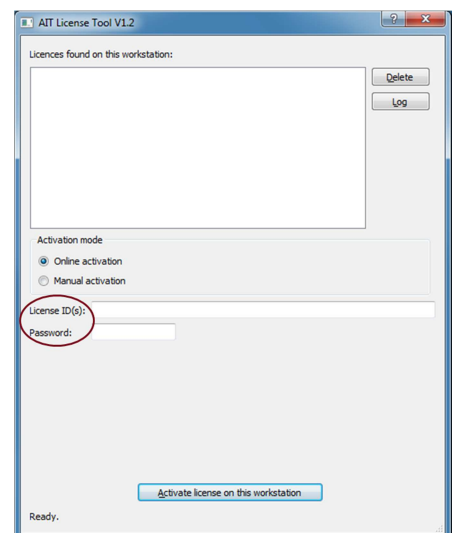 AIT License Tool V1.2
Licences found on this workstation:
Delete
Log
Activation mode
Online activation
Manual activation
License ID(s):
Password:
Activate license on this workstation
Ready.